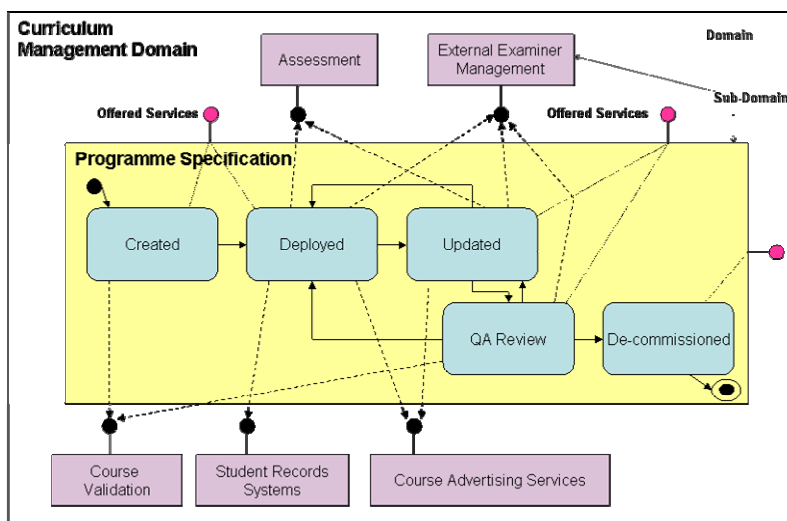 Curriculum
Management Domain
Assessment
External Examiner
Management
Domain
Sub-Domain
Offered Services
Offered Services
Programme Specification
Created
Deployed
Updated
QA Review
De-commissioned
Course
Validation
Student Records
Systems
Course Advertising Services